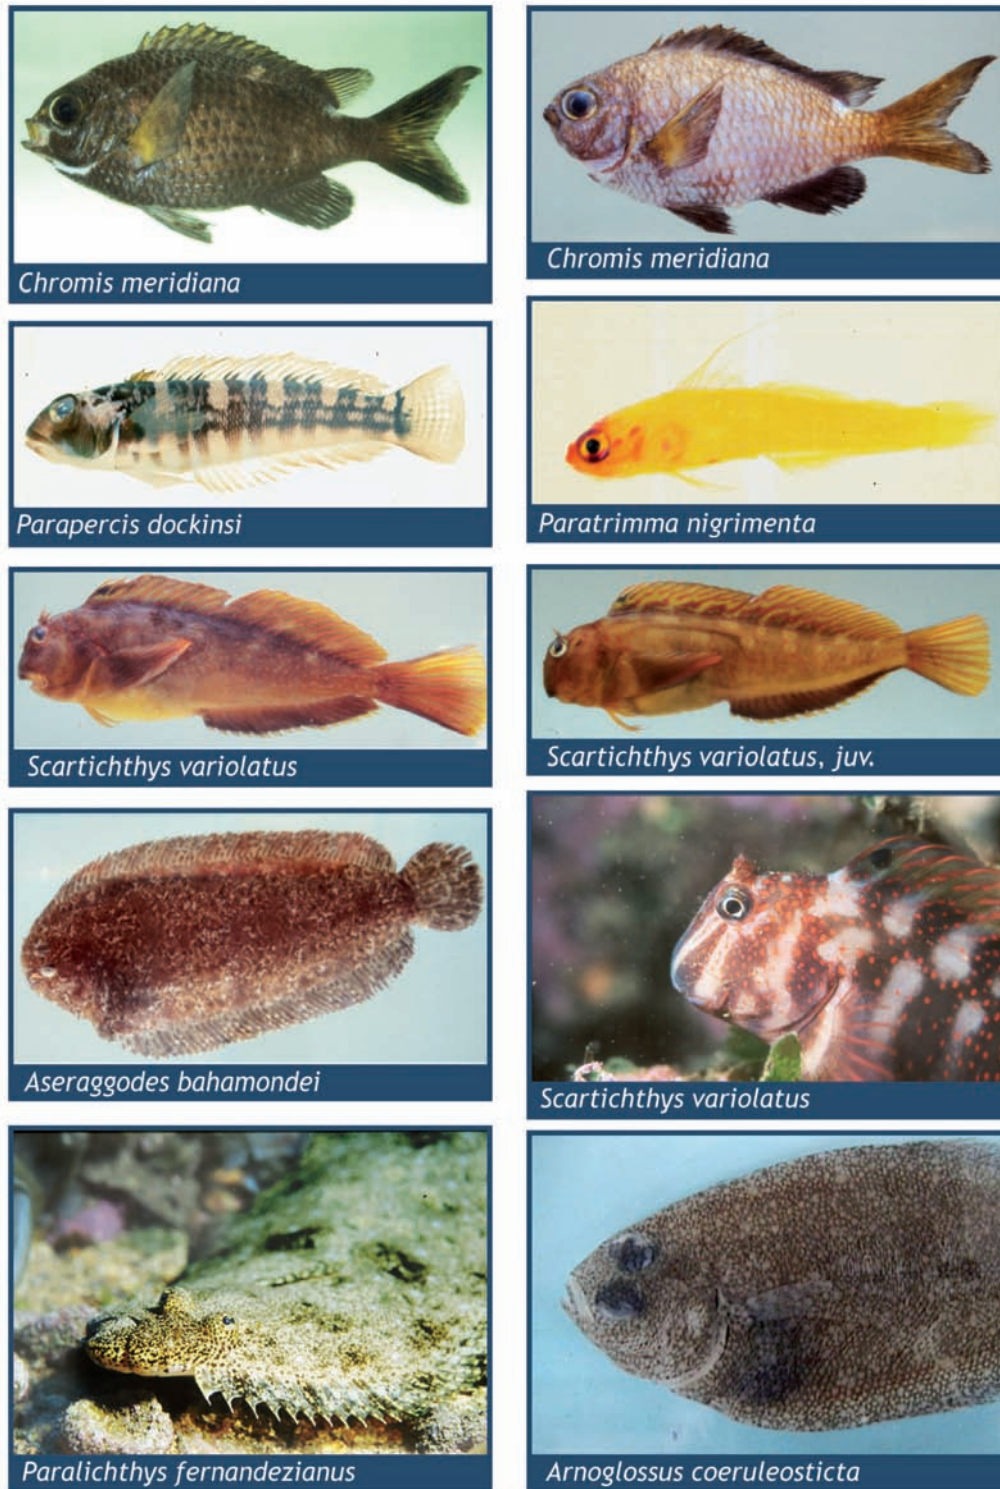 Chromis meridiana
Chromis meridiana
Parapercis dockinsi
Paratrimma nigrimenta
Scartichthys variolatus
Scartichthys variolatus, juv.
Aseraggodes bahamondei
Scartichthys variolatus
Paralichthys fernandezianus
Arnoglossus coeruleosticta